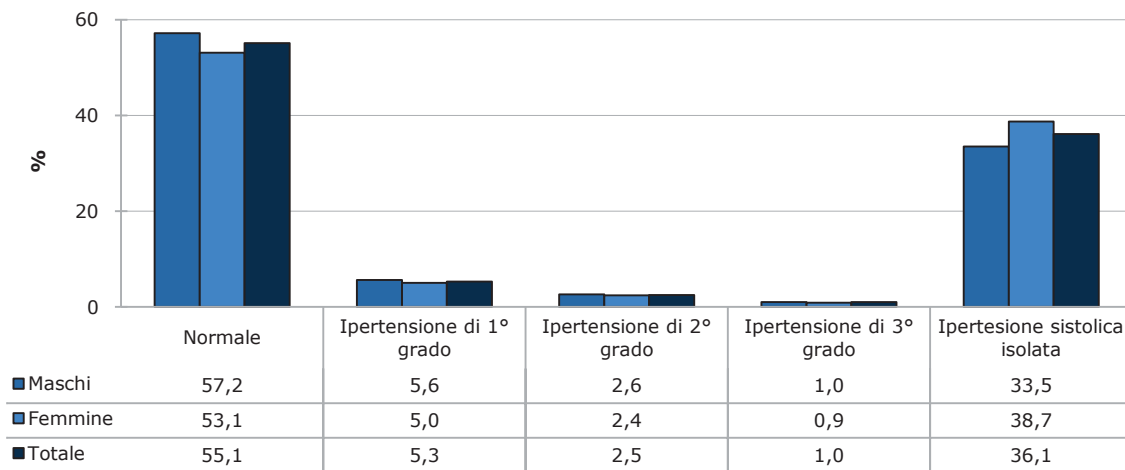 60
40
20
0
%
Normale
Ipertensione di 1°
grado
Ipertensione di 2°
grado
Ipertensione di 3°
grado
Ipertesione sistolica
isolata
Maschi 57,2 5,6 2,6 1,0 33,5
Femmine 53,1 5,0 2,4 0,9 38,7
Totale 55,1 5,3 2,5 1,0 36,1